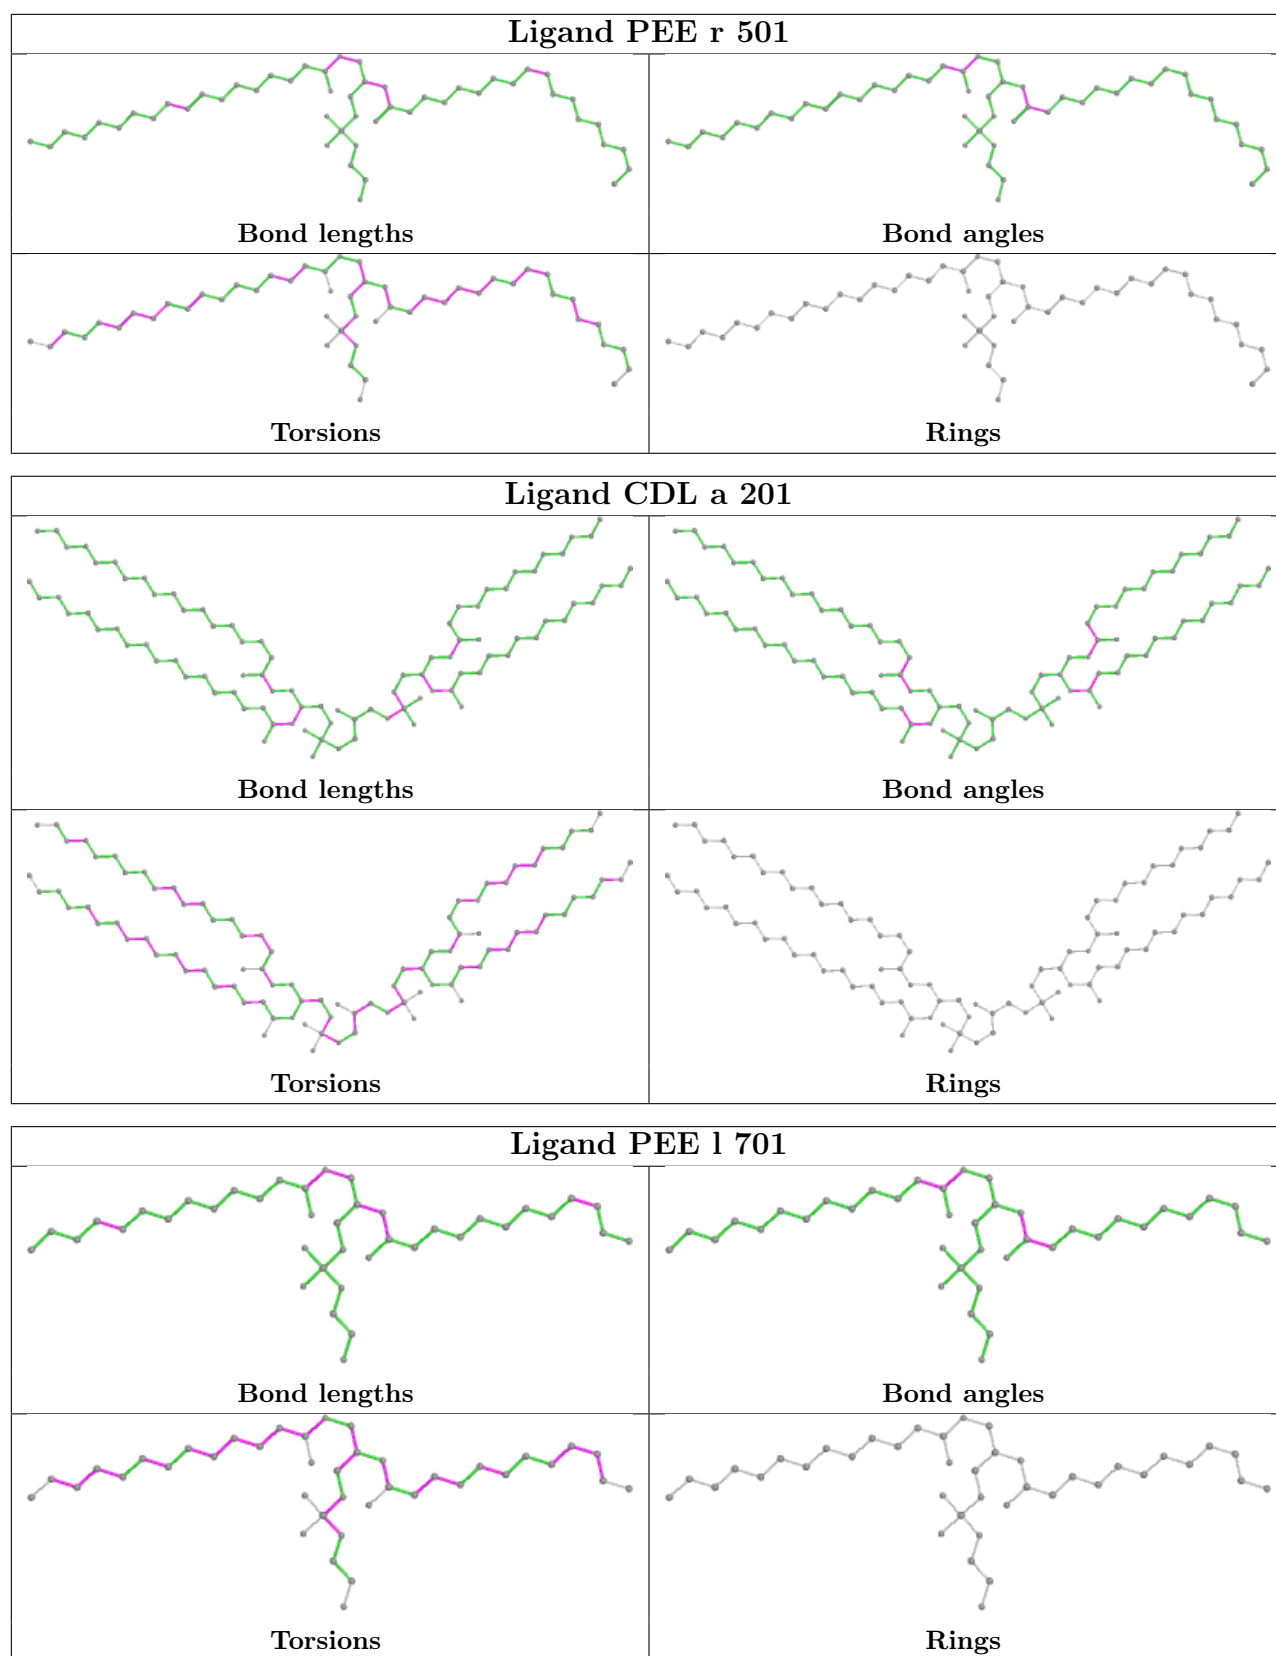 Ligand PEE r 501
Bond lengths
Bond angles
Torsions
Rings
Ligand CDL a 201
Bond lengths
Bond angles
Torsions
Rings
Ligand PEE l 701
Bond lengths
Bond angles
Torsions
Rings